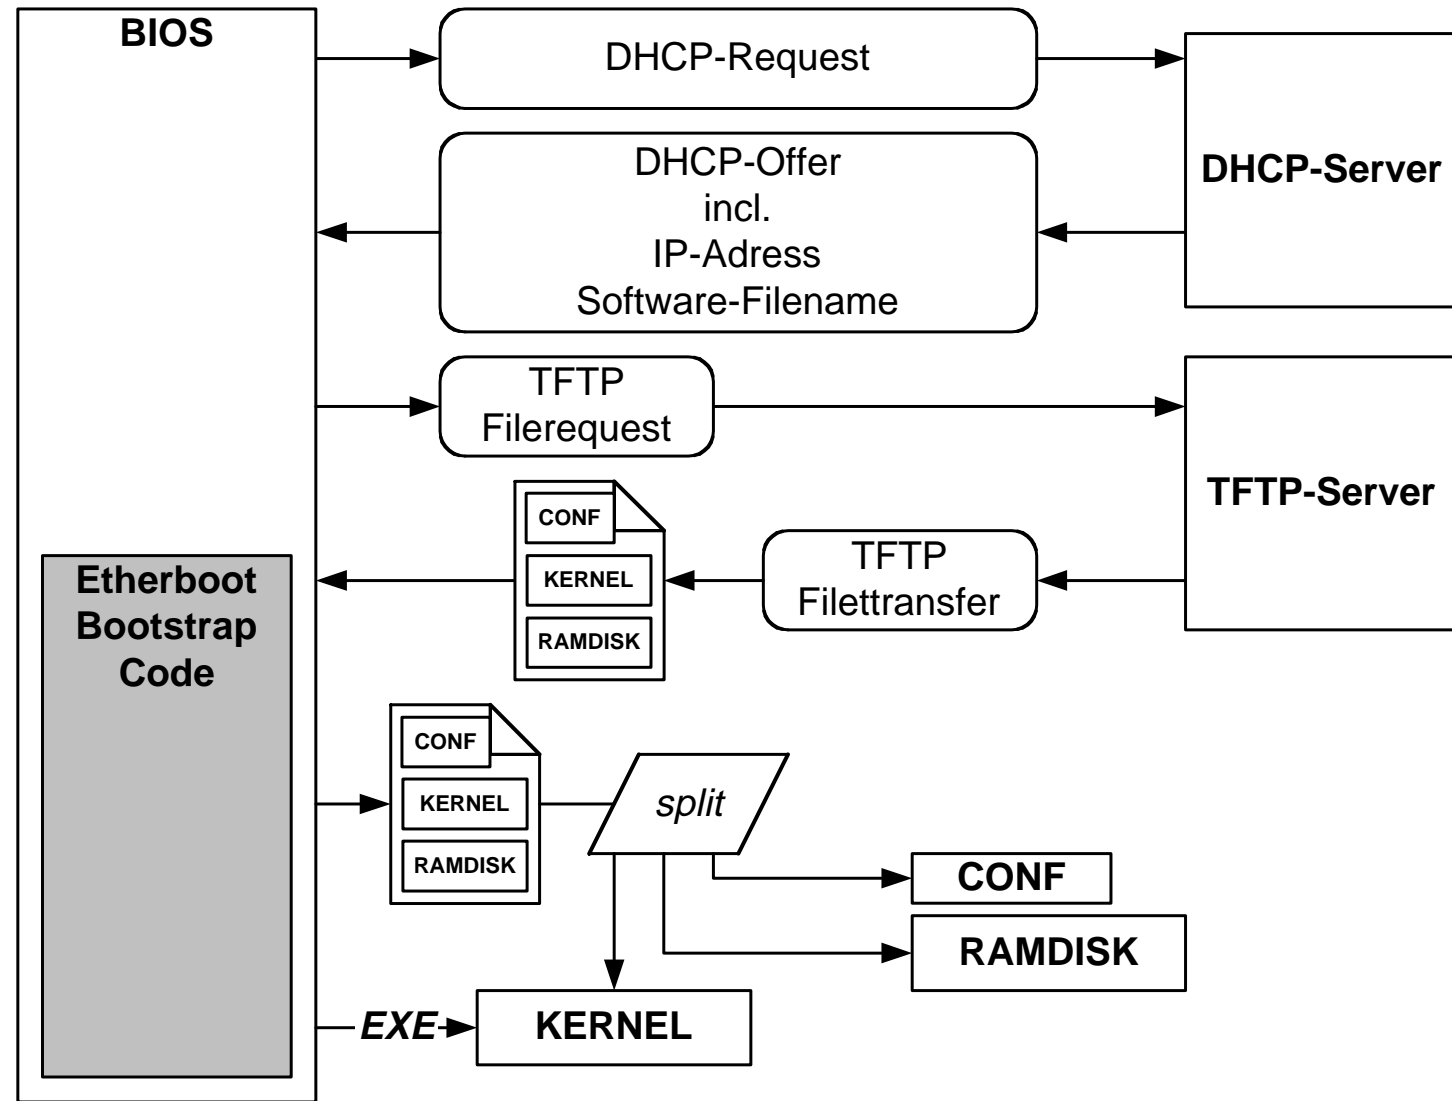 BIOS
DHCP-Request
DHCP-Server
DHCP-Offer
incl.
IP-Adress
Software-Filename
TFTP
Filerequest
TFTP-Server
CONF
KERNEL
RAMDISK
TFTP
Filettransfer
Etherboot
Bootstrap
Code
CONF
KERNEL
RAMDISK
split
CONF
RAMDISK
EXE
KERNEL